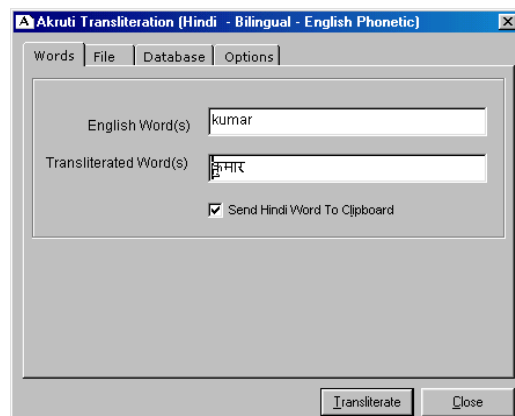 Akruti Transliteration (Hindi - Bilingual - English Phonetic)
Words File Database Options
English Word(s) kumar
Transliterated Word(s) कुमार
Send Hindi Word To Clipboard
Transliterate Close